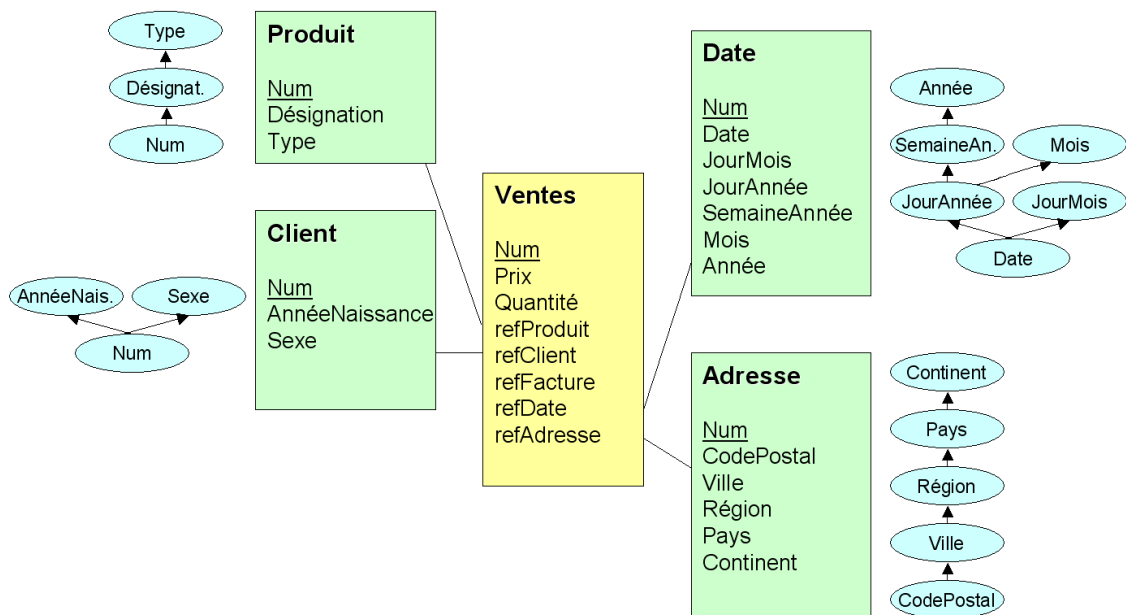 Type
Désignat.
Num
Produit
Num
Désignation
Type
Client
Num
AnnéeNaissance
Sexe
AnnéeNais.
Sexe
Num
Ventes
Num
Prix
Quantité
refProduit
refClient
refFacture
refDate
refAdresse
Date
Num
Date
JourMois
JourAnnée
SemaineAnnée
Mois
Année
Année
SemaineAn.
Mois
JourAnnée
JourMois
Date
Adresse
Num
CodePostal
Ville
Région
Pays
Continent
Continent
Pays
Région
Ville
CodePostal